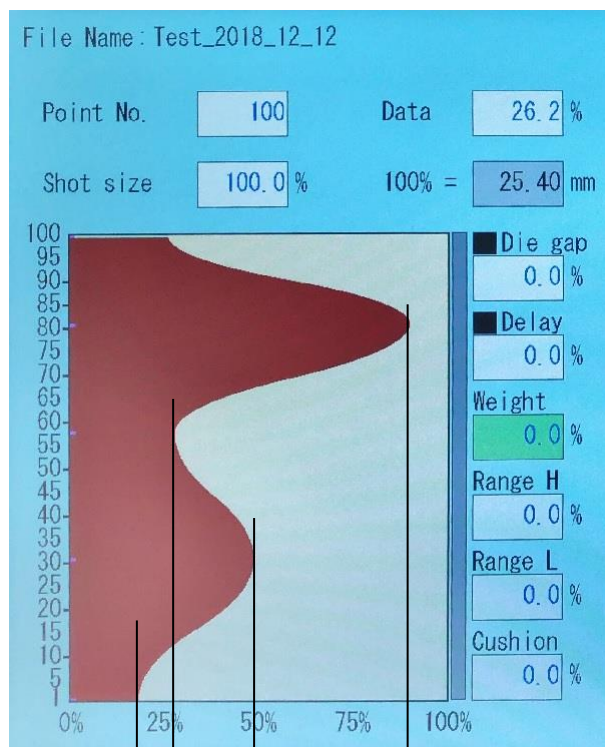 File Name: Test_2018_12_12
Point No. 100 Data 26.2 %
Shot size 100.0 % 100% = 25.40 mm
100
95
90
85
80
75
70
65
60
55
50
45
40
35
30
25
20
15
10
5
1
0% 25% 50% 75% 100%
Die gap
0.0 %
Delay
0.0 %
Weight
0.0 %
Range H
0.0 %
Range L
0.0 %
Cushion
0.0 %